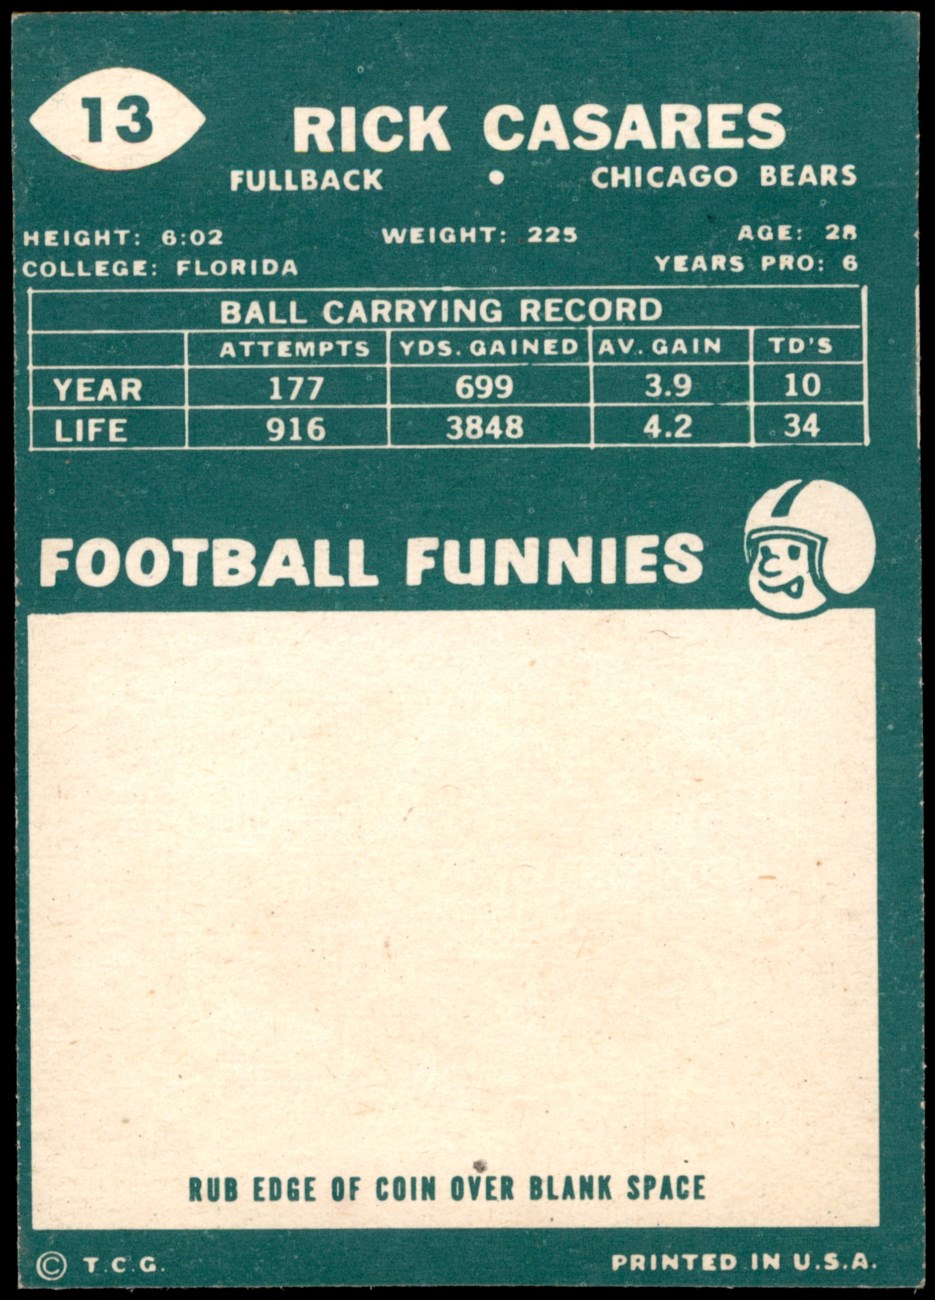 13
RICK CASARES
FULLBACK • CHICAGO BEARS
HEIGHT: 6:02 WEIGHT: 225 AGE: 28
COLLEGE: FLORIDA YEARS PRO: 6
BALL CARRYING RECORD
ATTEMPTS YDS. GAINED AV. GAIN TD'S
YEAR 177 699 3.9 10
LIFE 916 3848 4.2 34
FOOTBALL FUNNIES
RUB EDGE OF COIN OVER BLANK SPACE
© T.C.G. PRINTED IN U.S.A.